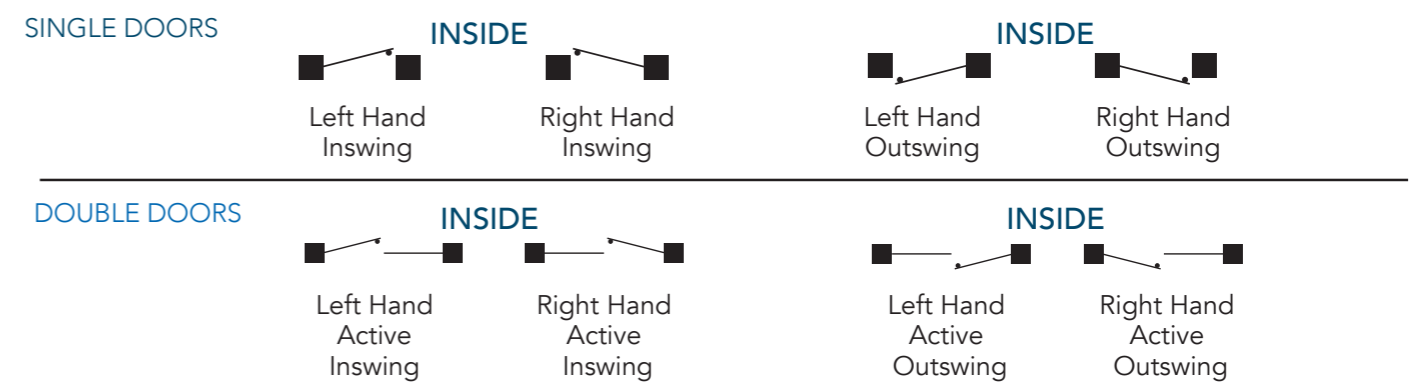 SINGLE DOORS
INSIDE
INSIDE
Left Hand
Inswing
Right Hand
Inswing
Left Hand
Outswing
Right Hand
Outswing
DOUBLE DOORS
INSIDE
INSIDE
Left Hand
Active
Inswing
Right Hand
Active
Inswing
Left Hand
Active
Outswing
Right Hand
Active
Outswing